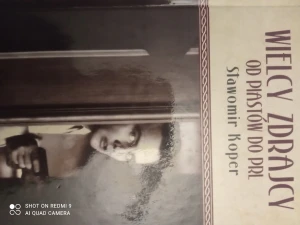 WIELCY ZDRAJCY
OD PIASTÓW DO PRL
Sławomir Koper
SHOT ON REDMI 9
AI QUAD CAMERA